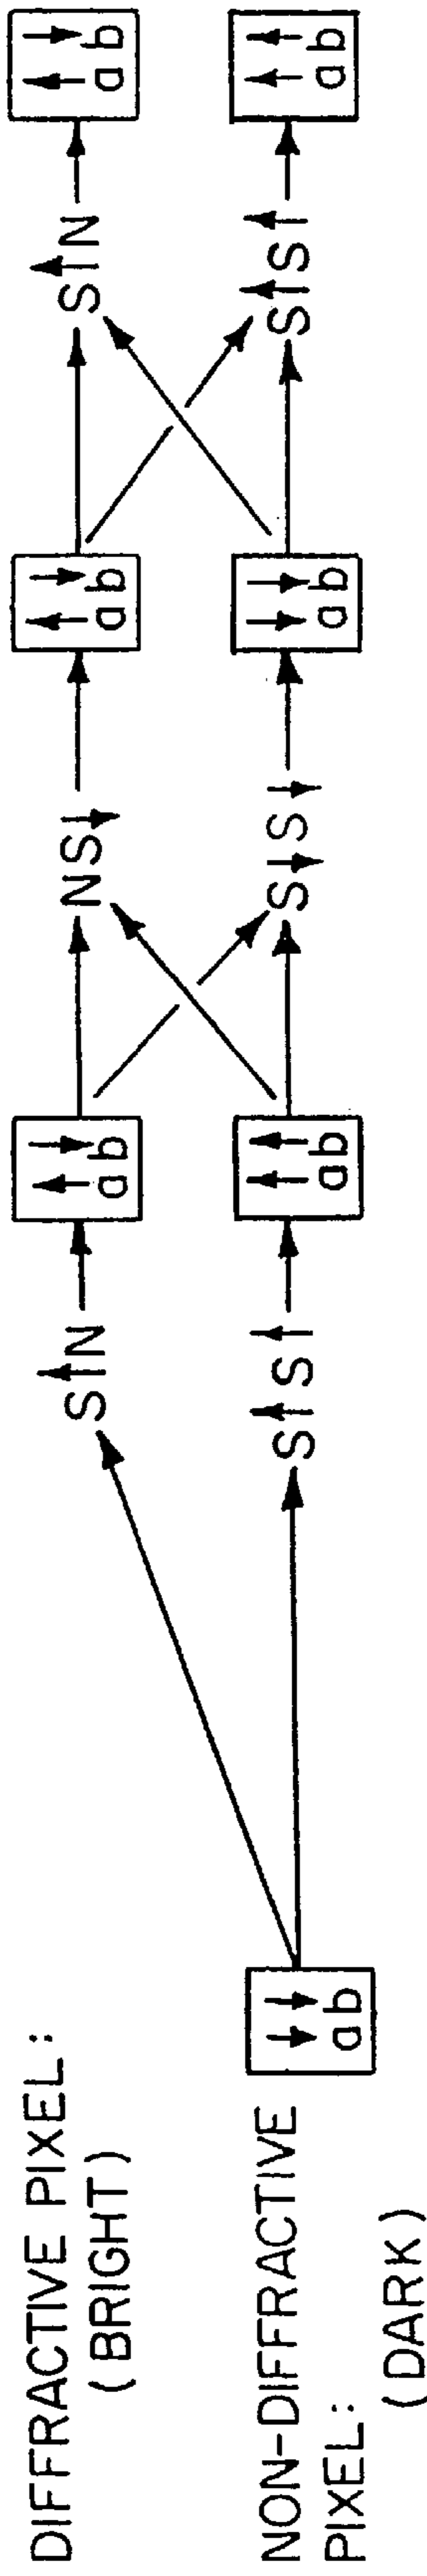 DIFFRACTIVE PIXEL:
(BRIGHT)
S↑N
↑↓
ab
NS↓
↑↓
ab
S↑N
↑↓
ab
NON-DIFFRACTIVE
PIXEL:
(DARK)
↓↓
ab
S↑S↑
↑↑
ab
S↓S↓
↓↓
ab
S↑S↑
↑↑
ab